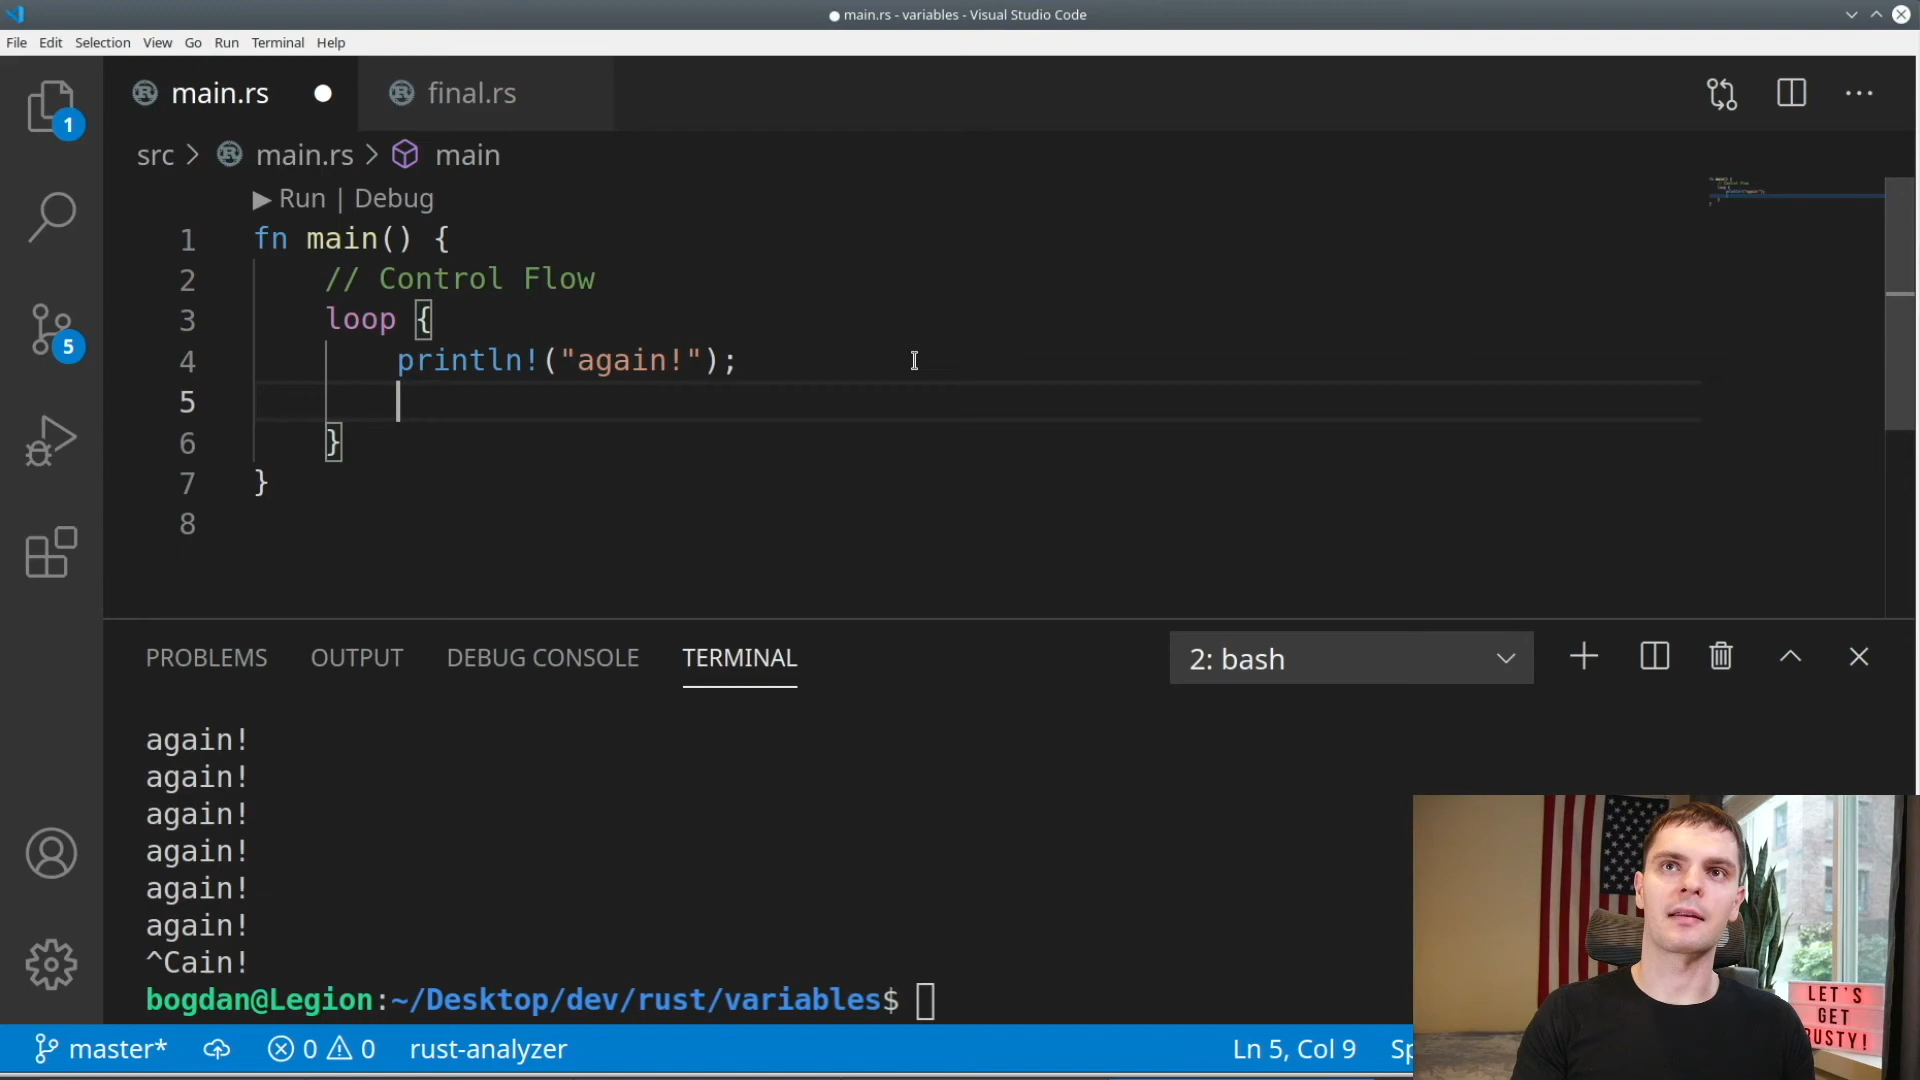 main.rs - variables - Visual Studio Code
File Edit Selection View Go Run Terminal Help
main.rs final.rs
1
src > main.rs > main
▶ Run | Debug
1 fn main() {
2 // Control Flow
3 loop {
4 println!("again!");
5
6 }
7 }
8
5
PROBLEMS OUTPUT DEBUG CONSOLE TERMINAL 2: bash
again!
again!
again!
again!
again!
again!
^Cain!
bogdan@Legion:~/Desktop/dev/rust/variables$
LET'S
GET
RUSTY!
master* 0 0 rust-analyzer Ln 5, Col 9 Sp